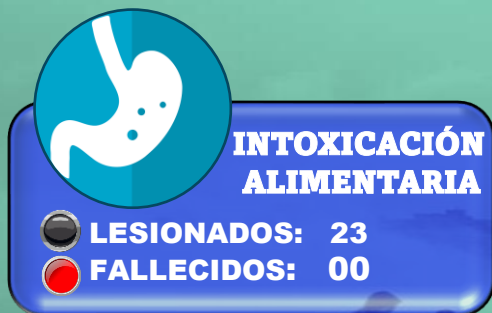 INTOXICACIÓN
ALIMENTARIA
LESIONADOS: 23
FALLECIDOS: 00